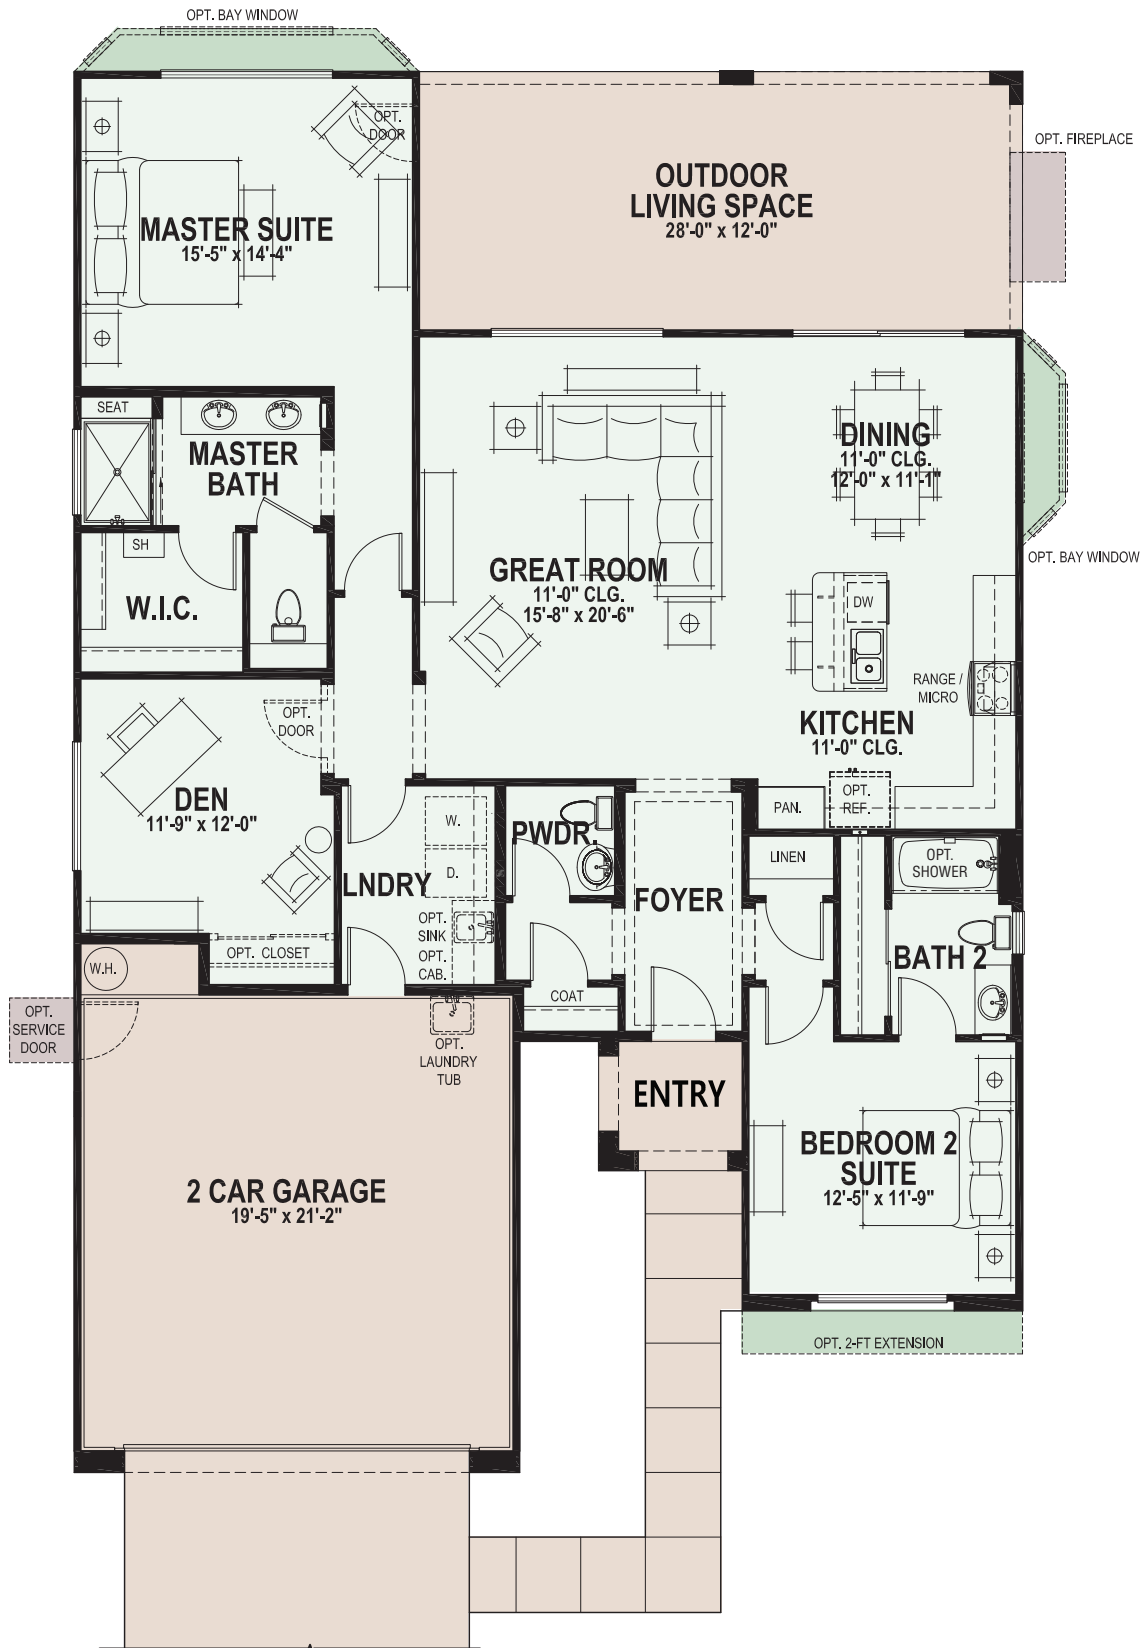 OPT. BAY WINDOW
OPT.
DOOR
OPT. FIREPLACE
OUTDOOR
LIVING SPACE
28'-0" x 12'-0"
MASTER SUITE
15'-5" x 14'-4"
SEAT
MASTER
BATH
DINING
11'-0" CLG.
12'-0" x 11'-1"
SH
OPT. BAY WINDOW
GREAT ROOM
11'-0" CLG.
15'-8" x 20'-6"
W.I.C.
DW
RANGE /
MICRO
OPT.
DOOR
KITCHEN
11'-0" CLG.
DEN
11'-9" x 12'-0"
W.
PAN.
OPT.
REF.
PWDR.
LINEN
OPT.
SHOWER
D.
LNDRY
FOYER
OPT.
SINK
OPT.
CAB.
OPT. CLOSET
BATH 2
W.H.
COAT
OPT.
SERVICE
DOOR
OPT.
LAUNDRY
TUB
ENTRY
BEDROOM 2
SUITE
12'-5" x 11'-9"
2 CAR GARAGE
19'-5" x 21'-2"
OPT. 2-FT EXTENSION